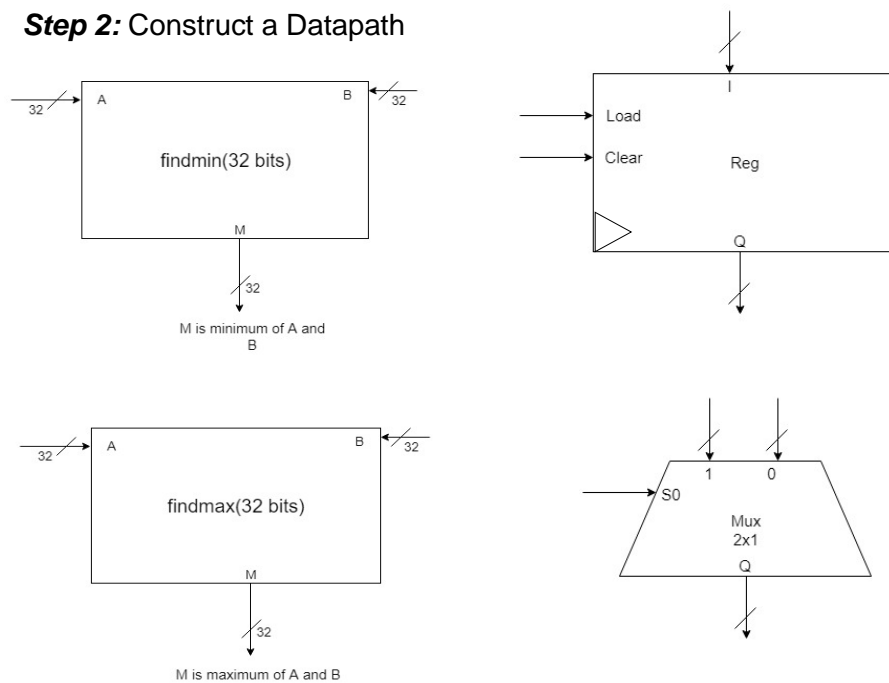 Step 2: Construct a Datapath
A
B
32
32
findmin(32 bits)
M
32
M is minimum of A and
B
I
Load
Clear
Reg
Q
A
B
32
32
findmax(32 bits)
M
32
M is maximum of A and B
1 0
S0
Mux
2x1
Q